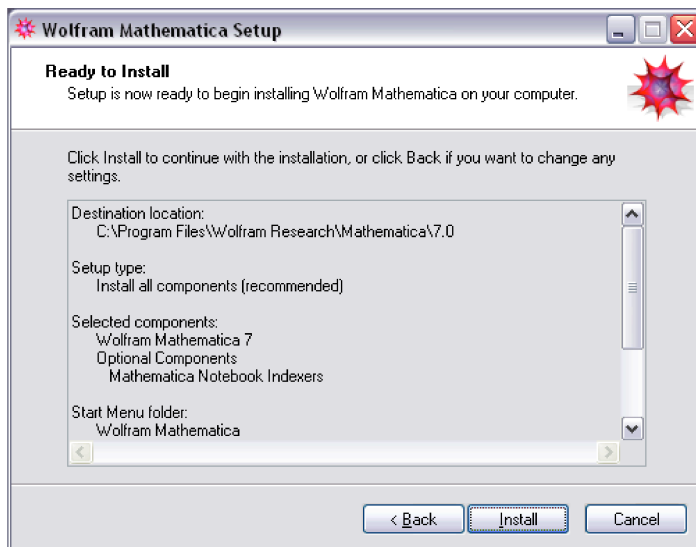 Wolfram Mathematica Setup
Ready to Install
Setup is now ready to begin installing Wolfram Mathematica on your computer.
Click Install to continue with the installation, or click Back if you want to change any
settings.
Destination location:
C:\Program Files\Wolfram Research\Mathematica\7.0
Setup type:
Install all components (recommended)
Selected components:
Wolfram Mathematica 7
Optional Components
Mathematica Notebook Indexers
Start Menu folder:
Wolfram Mathematica
< Back Install Cancel